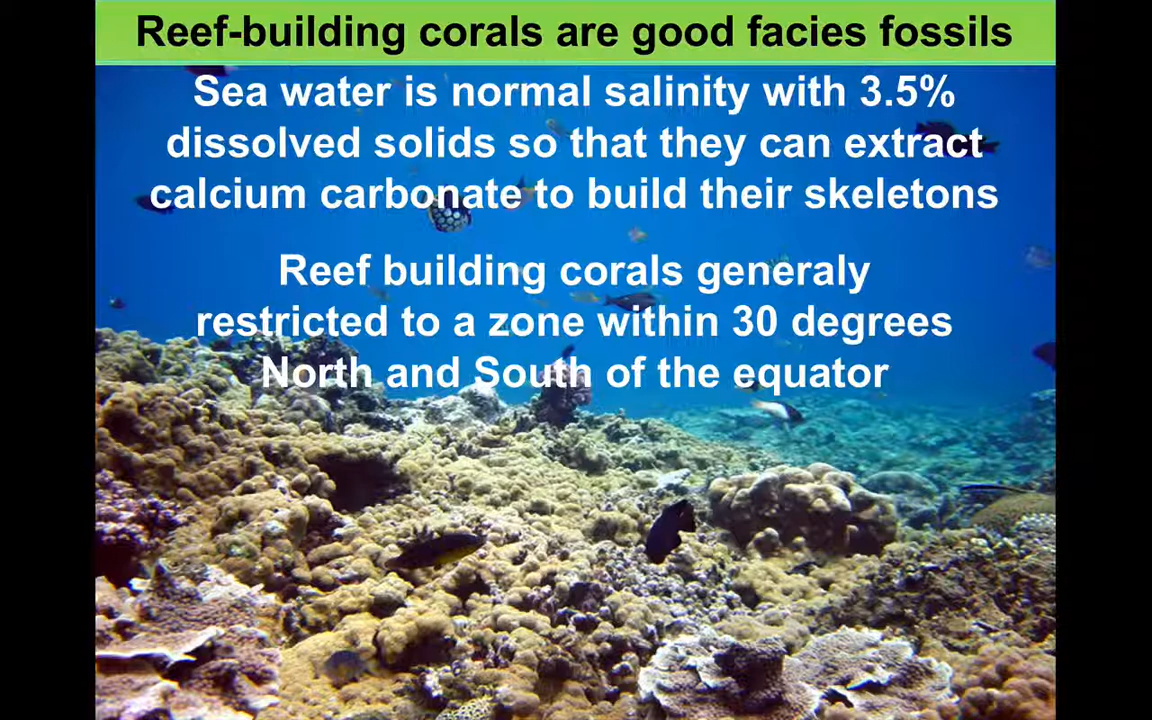 Reef-building corals are good facies fossils
Sea water is normal salinity with 3.5%
dissolved solids so that they can extract
calcium carbonate to build their skeletons
Reef building corals generaly
restricted to a zone within 30 degrees
North and South of the equator